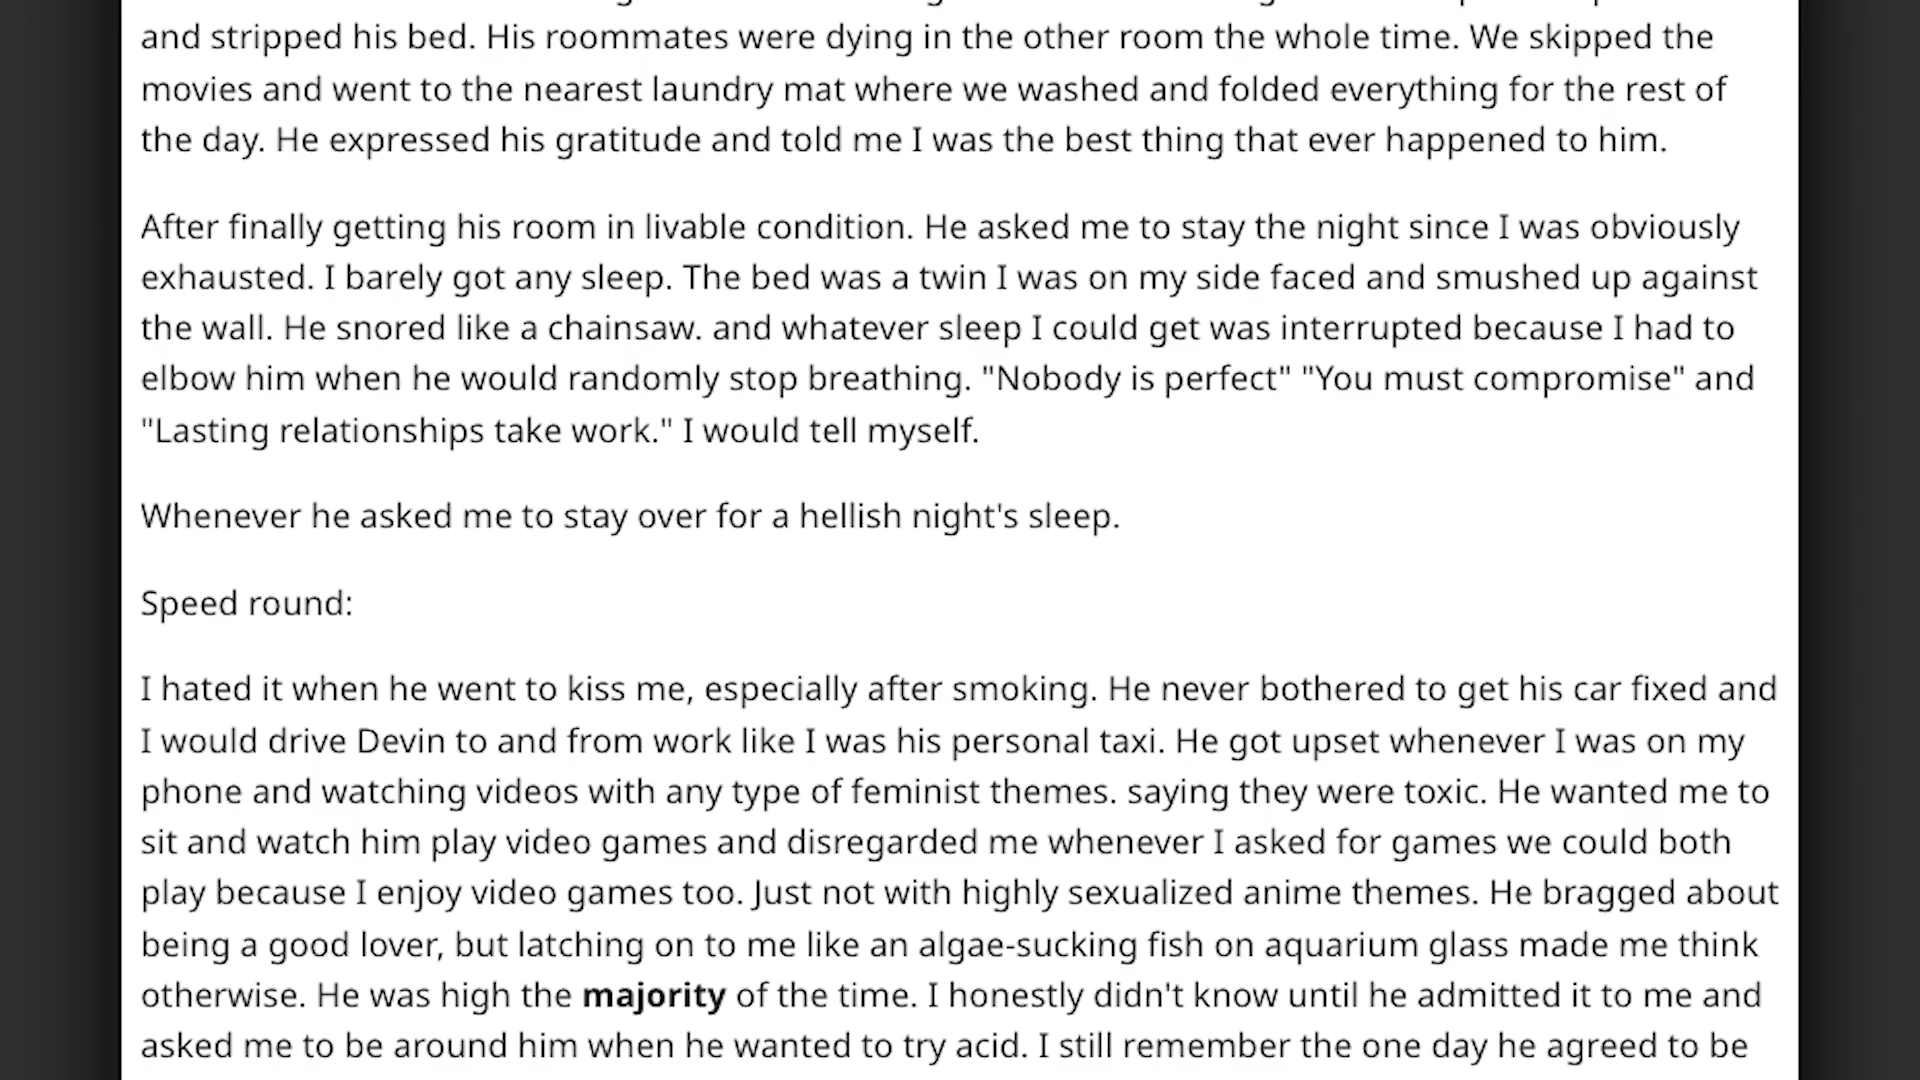 and stripped his bed. His roommates were dying in the other room the whole time. We skipped the
movies and went to the nearest laundry mat where we washed and folded everything for the rest of
the day. He expressed his gratitude and told me I was the best thing that ever happened to him.
After finally getting his room in livable condition. He asked me to stay the night since I was obviously
exhausted. I barely got any sleep. The bed was a twin I was on my side faced and smushed up against
the wall. He snored like a chainsaw. and whatever sleep I could get was interrupted because I had to
elbow him when he would randomly stop breathing. "Nobody is perfect" "You must compromise" and
"Lasting relationships take work." I would tell myself.
Whenever he asked me to stay over for a hellish night's sleep.
Speed round:
I hated it when he went to kiss me, especially after smoking. He never bothered to get his car fixed and
I would drive Devin to and from work like I was his personal taxi. He got upset whenever I was on my
phone and watching videos with any type of feminist themes. saying they were toxic. He wanted me to
sit and watch him play video games and disregarded me whenever I asked for games we could both
play because I enjoy video games too. Just not with highly sexualized anime themes. He bragged about
being a good lover, but latching on to me like an algae-sucking fish on aquarium glass made me think
otherwise. He was high the majority of the time. I honestly didn't know until he admitted it to me and
asked me to be around him when he wanted to try acid. I still remember the one day he agreed to be